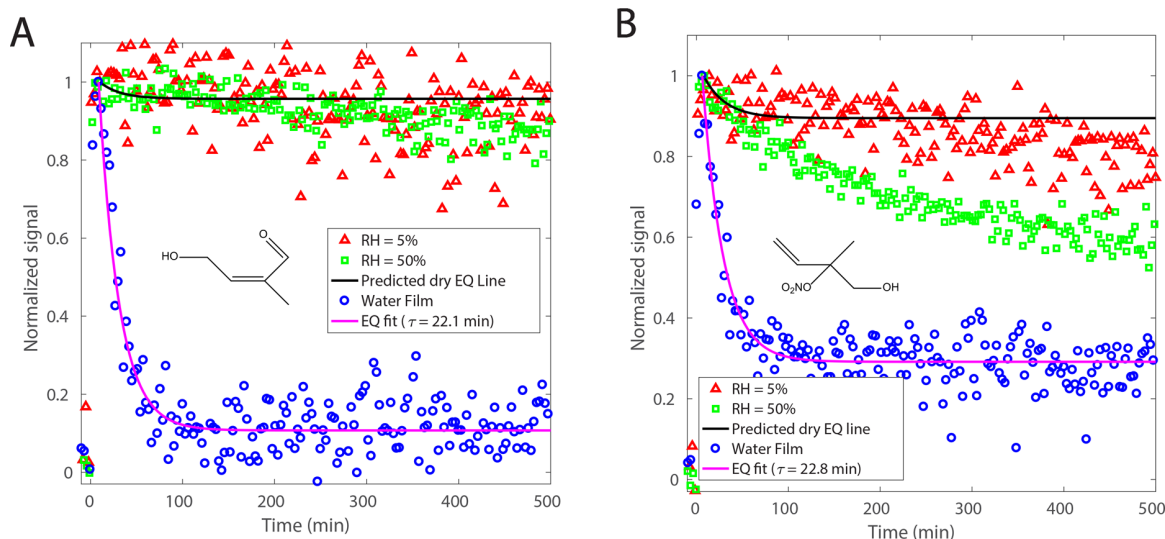 A
Normalized signal
1
0.8
0.6
0.4
0.2
0
0
100
200
300
400
500
Time (min)
HO
O
RH = 5%
RH = 50%
Predicted dry EQ Line
Water Film
EQ fit (τ = 22.1 min)
B
Normalized signal
1
0.8
0.6
0.4
0.2
0
0
100
200
300
400
500
Time (min)
O₂NO
OH
RH = 5%
RH = 50%
Predicted dry EQ line
Water Film
EQ fit (τ = 22.8 min)